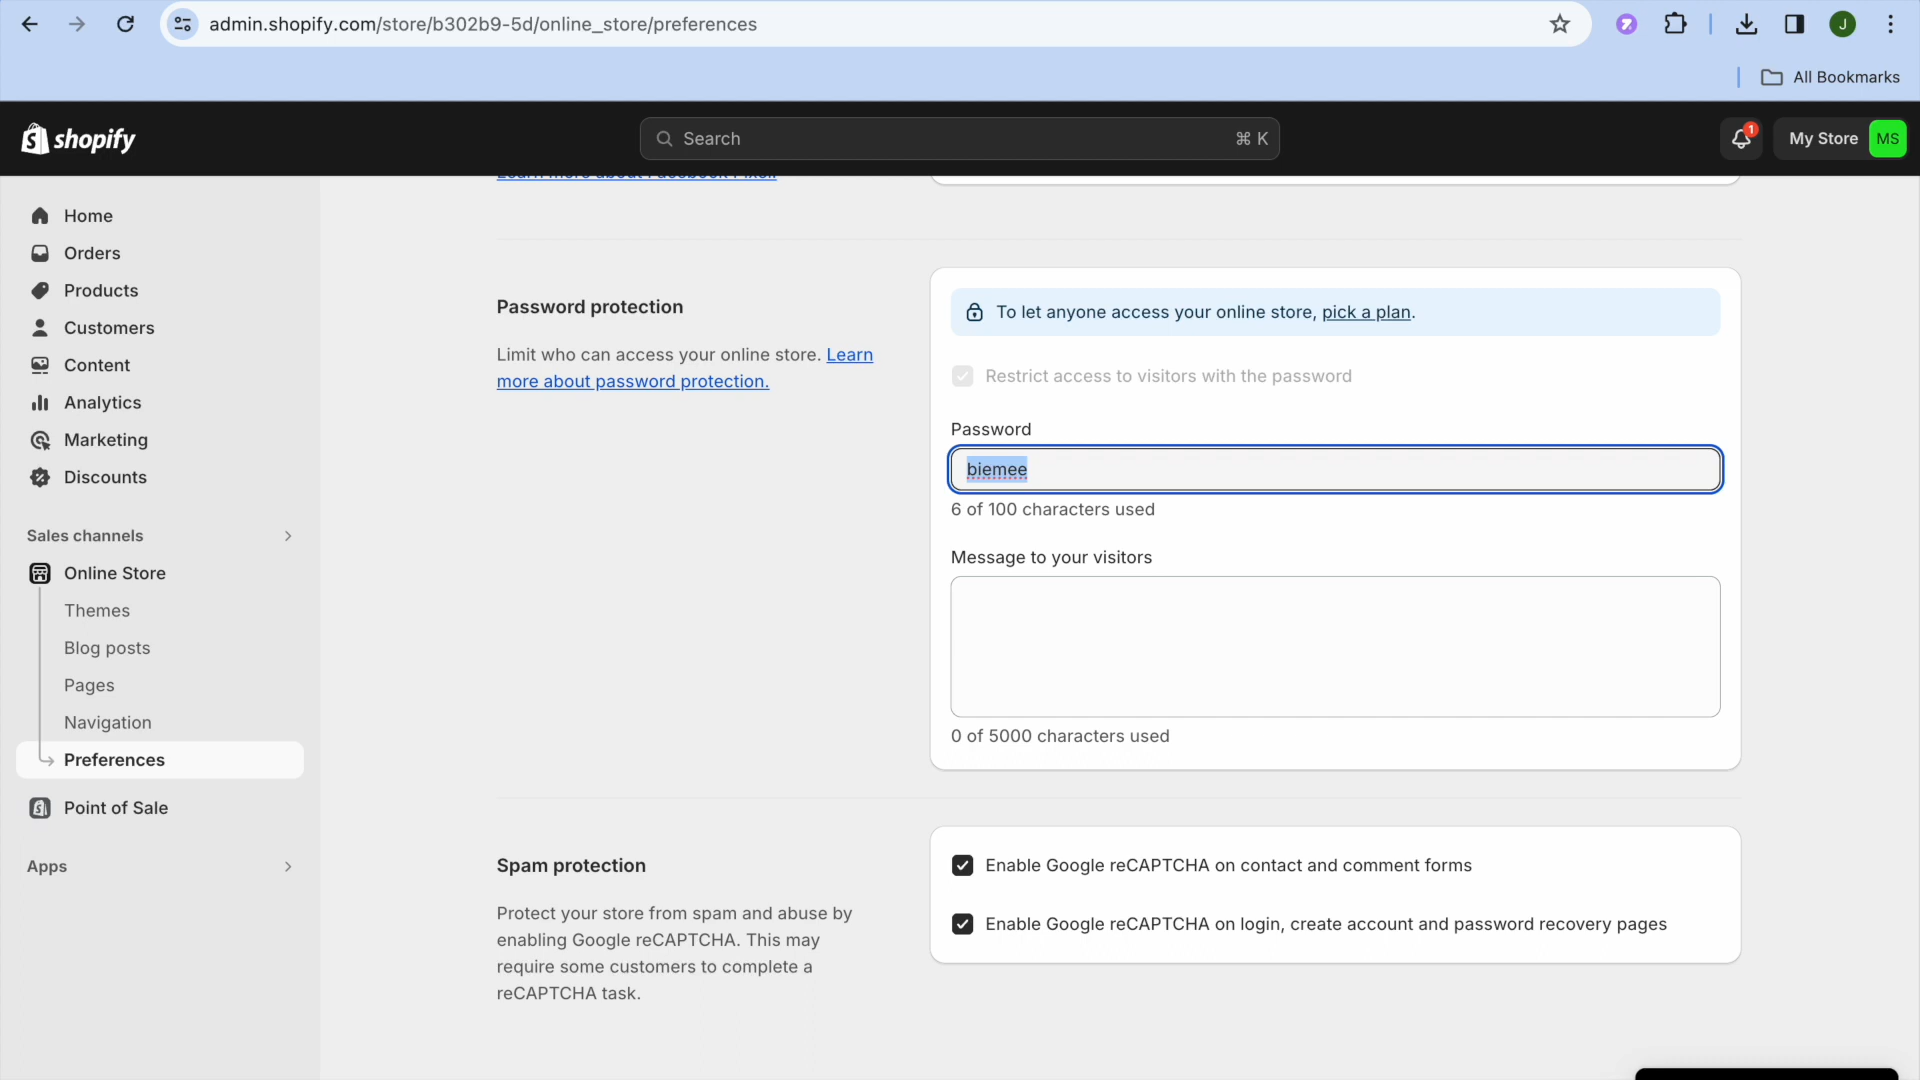 admin.shopify.com/store/b302b9-5d/online_store/preferences
J
All Bookmarks
shopify
Search
⌘ K
1
My Store
MS
Learn more about Facebook Pixel.
Home
Orders
Products
Customers
Content
Analytics
Marketing
Discounts
Sales channels
Online Store
Themes
Blog posts
Pages
Navigation
Preferences
Point of Sale
Apps
Password protection
Limit who can access your online store. Learn
more about password protection.
To let anyone access your online store, pick a plan.
Restrict access to visitors with the password
Password
biemee
6 of 100 characters used
Message to your visitors
0 of 5000 characters used
Spam protection
Protect your store from spam and abuse by
enabling Google reCAPTCHA. This may
require some customers to complete a
reCAPTCHA task.
Enable Google reCAPTCHA on contact and comment forms
Enable Google reCAPTCHA on login, create account and password recovery pages